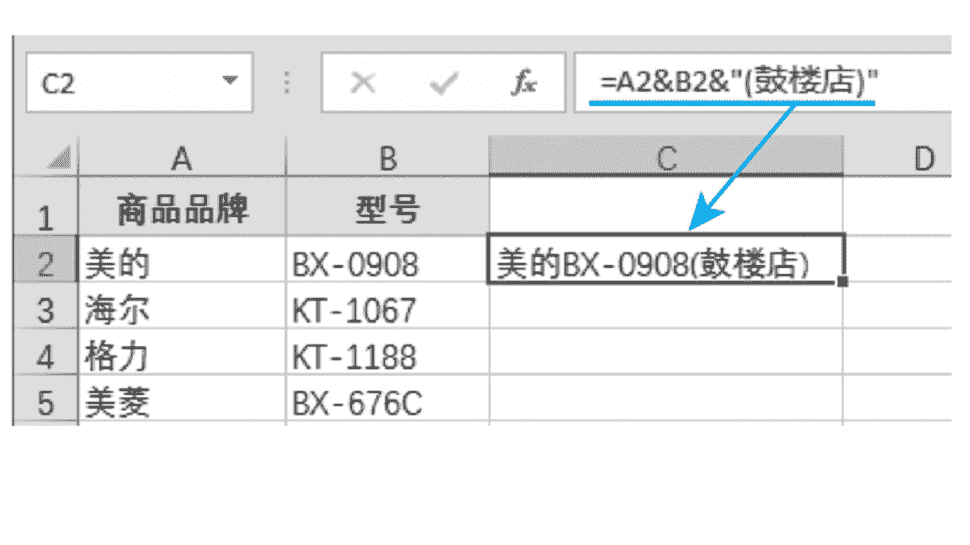 C2 fx =A2&B2&"(鼓楼店)"
A B C D
1 商品品牌 型号
2 美的 BX-0908 美的BX-0908(鼓楼店)
3 海尔 KT-1067
4 格力 KT-1188
5 美菱 BX-676C